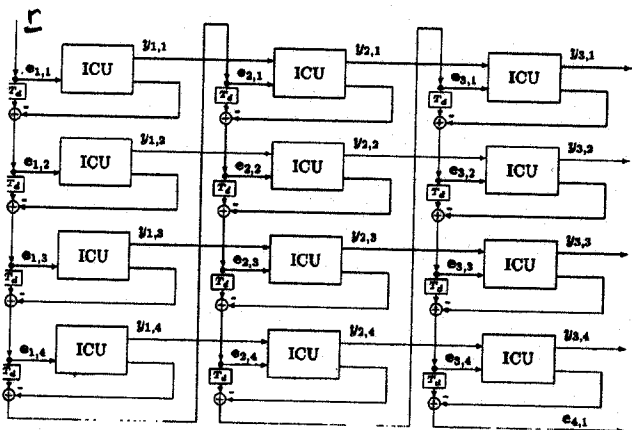 r
y1,1 y2,1 y3,1
e1,1 ICU e2,1 ICU e3,1 ICU
Td Td Td
- - -
y1,2 y2,2 y3,2
e1,2 ICU e2,2 ICU e3,2 ICU
Td Td Td
- - -
y1,3 y2,3 y3,3
e1,3 ICU e2,3 ICU e3,3 ICU
Td Td Td
- - -
y1,4 y2,4 y3,4
e1,4 ICU e2,4 ICU e3,4 ICU
Td Td Td
- - -
e4,1